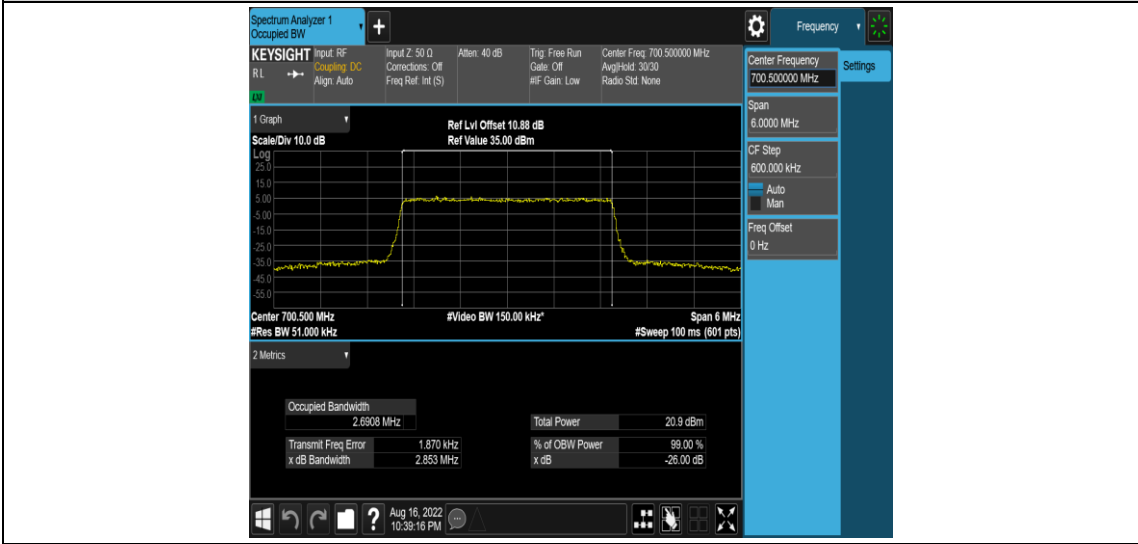 Spectrum Analyzer 1
Occupied BW
+
Frequency
KEYSIGHT
RL
LNI
Input: RF
Coupling: DC
Align: Auto
Input Z: 50 Ω
Corrections: Off
Freq Ref: Int (S)
Atten: 40 dB
Trig: Free Run
Gate: Off
#IF Gain: Low
Center Freq: 700.500000 MHz
Avg|Hold: 30/30
Radio Std: None
Center Frequency
700.500000 MHz
Settings
Span
6.0000 MHz
CF Step
600.000 kHz
Auto
Man
Freq Offset
0 Hz
1 Graph
Scale/Div 10.0 dB
Ref Lvl Offset 10.88 dB
Ref Value 35.00 dBm
Log
25.0
15.0
5.00
-5.00
-15.0
-25.0
-35.0
-45.0
-55.0
Center 700.500 MHz
#Video BW 150.00 kHz*
Span 6 MHz
#Res BW 51.000 kHz
#Sweep 100 ms (601 pts)
2 Metrics
Occupied Bandwidth
2.6908 MHz
Total Power 20.9 dBm
Transmit Freq Error 1.870 kHz
% of OBW Power 99.00 %
x dB Bandwidth 2.853 MHz
x dB -26.00 dB
?
Aug 16, 2022
10:39:16 PM